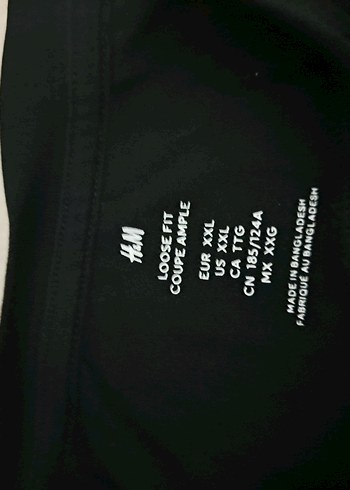 H&M
LOOSE FIT
COUPE AMPLE
EUR XXL
US XXL
CA TTG
CN 185/124A
MX XXG
MADE IN BANGLADESH
FABRIQUÉ AU BANGLADESH